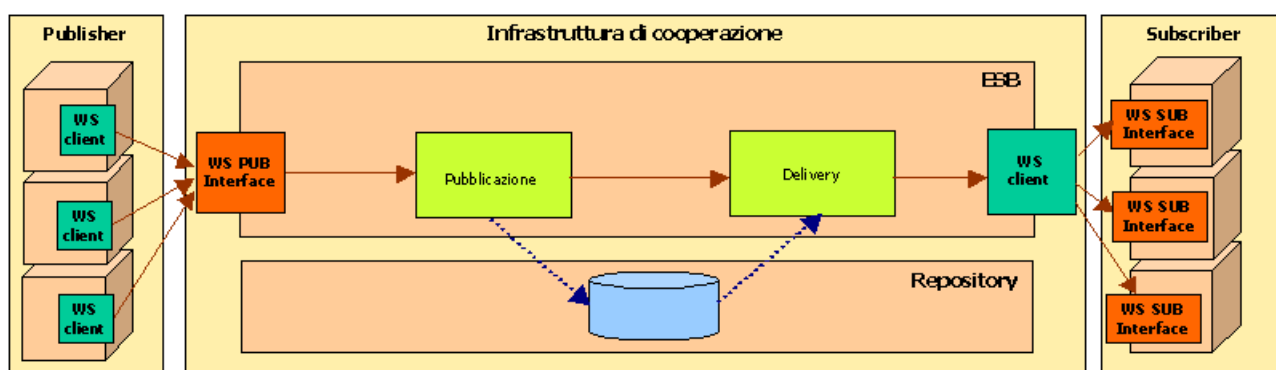 Publisher
WS
client
WS
client
WS
client
Infrastruttura di cooperazione
ESB
WS PUB
Interface
Pubblicazione
Delivery
WS
client
Repository
Subscriber
WS SUB
Interface
WS SUB
Interface
WS SUB
Interface